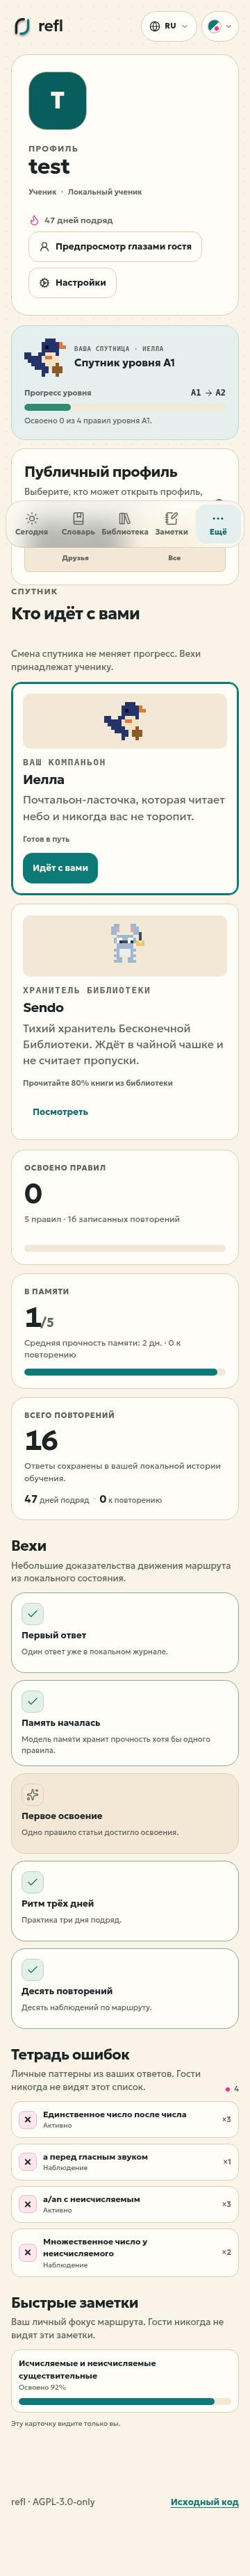 refl
RU
T
ПРОФИЛЬ
test
Ученик · Локальный ученик
47 дней подряд
Предпросмотр глазами гостя
Настройки
ВАША СПУТНИЦА · ИЕЛЛА
Спутник уровня A1
Прогресс уровня
A1 → A2
Освоено 0 из 4 правил уровня A1.
Публичный профиль
Выберите, кто может открыть профиль,
Сегодня
Словарь
Библиотека
Заметки
Ещё
Друзья
Все
СПУТНИК
Кто идёт с вами
Смена спутника не меняет прогресс. Вехи
принадлежат ученику.
ВАШ КОМПАНЬОН
Иелла
Почтальон-ласточка, которая читает
небо и никогда вас не торопит.
Готов в путь
Идёт с вами
ХРАНИТЕЛЬ БИБЛИОТЕКИ
Sendo
Тихий хранитель Бесконечной
Библиотеки. Ждёт в чайной чашке и
не считает пропуски.
Прочитайте 80% книги из библиотеки
Посмотреть
ОСВОЕНО ПРАВИЛ
0
5 правил · 16 записанных повторений
В ПАМЯТИ
1/5
Средняя прочность памяти: 2 дн. · 0 к
повторению
ВСЕГО ПОВТОРЕНИЙ
16
Ответы сохранены в вашей локальной истории
обучения.
47 дней подряд · 0 к повторению
Вехи
Небольшие доказательства движения маршрута
из локального состояния.
Первый ответ
Один ответ уже в локальном журнале.
Память началась
Модель памяти хранит прочность хотя бы одного
правила.
Первое освоение
Одно правило статьи достигло освоения.
Ритм трёх дней
Практика три дня подряд.
Десять повторений
Десять наблюдений по маршруту.
Тетрадь ошибок
Личные паттерны из ваших ответов. Гости
никогда не видят этот список.
4
Единственное число после числа
Активно
×3
a перед гласным звуком
Наблюдение
×1
a/an с неисчисляемым
Активно
×3
Множественное число у
неисчисляемого
Наблюдение
×2
Быстрые заметки
Ваш личный фокус маршрута. Гости никогда не
видят эти заметки.
Исчисляемые и неисчисляемые
существительные
Освоено 92%
Эту карточку видите только вы.
refl · AGPL-3.0-only
Исходный код